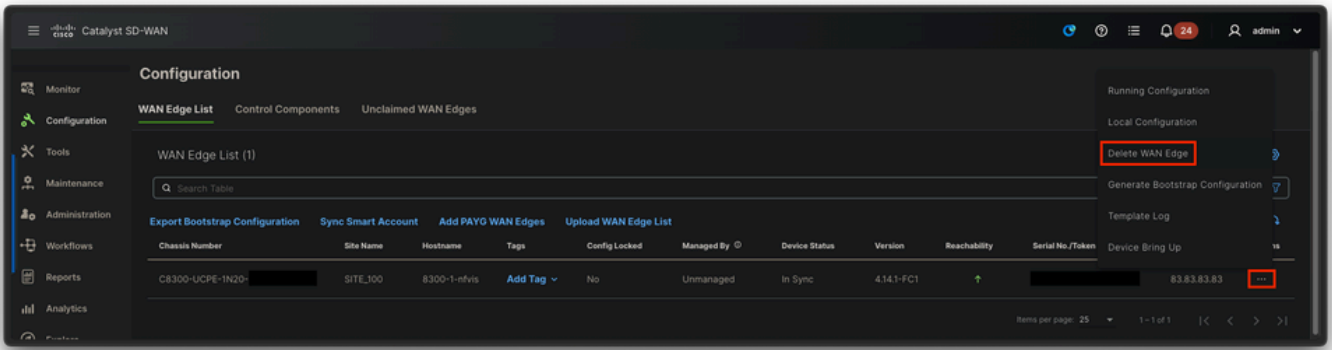 cisco Catalyst SD-WAN
24
admin
Monitor
Configuration
Tools
Maintenance
Administration
Workflows
Reports
Analytics
Explore
Configuration
WAN Edge List Control Components Unclaimed WAN Edges
WAN Edge List (1)
Search Table
Export Bootstrap Configuration Sync Smart Account Add PAYG WAN Edges Upload WAN Edge List
Chassis Number Site Name Hostname Tags Config Locked Managed By Device Status Version Reachability Serial No./Token
C8300-UCPE-1N20- SITE_100 8300-1-nfvis Add Tag No Unmanaged In Sync 4.14.1-FC1 83.83.83.83 ...
Items per page: 25 1 – 1 of 1
Running Configuration
Local Configuration
Delete WAN Edge
Generate Bootstrap Configuration
Template Log
Device Bring Up